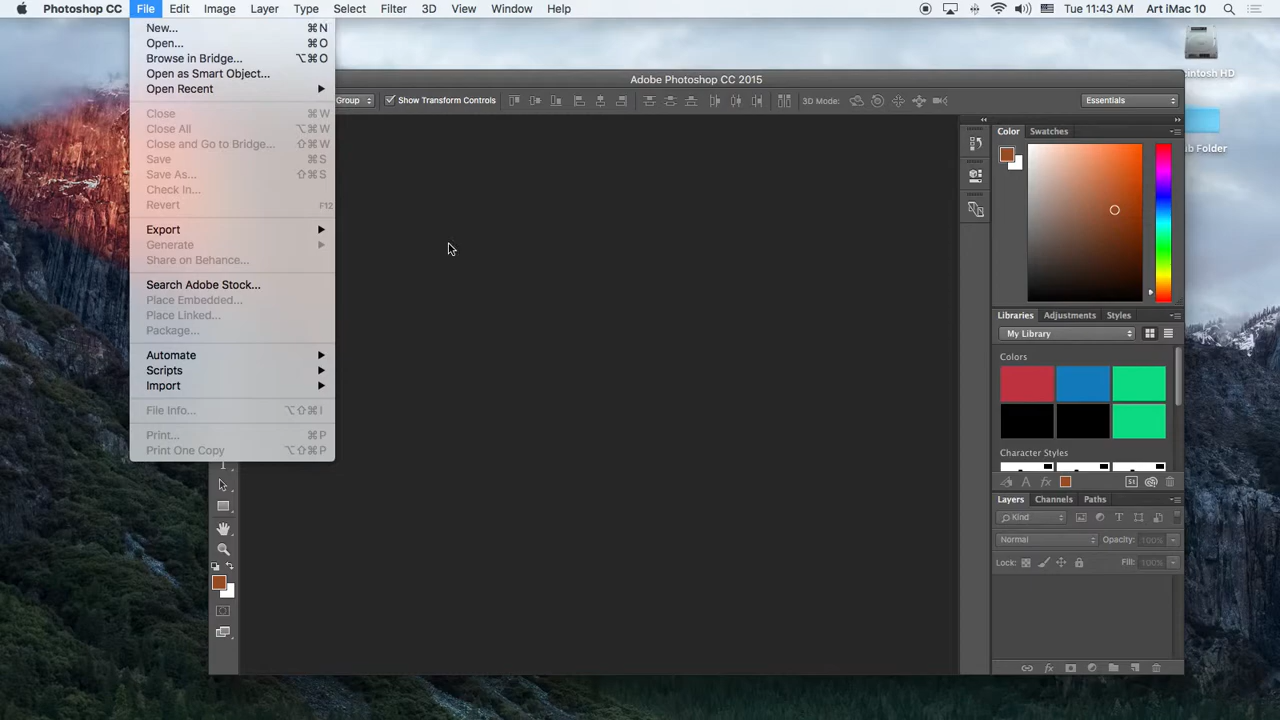 Photoshop CC File Edit Image Layer Type Select Filter 3D View Window Help Tue 11:43 AM Art iMac 10
New... ⌘N
Open... ⌘O
Browse in Bridge... ⌥⌘O
Open as Smart Object...
Open Recent
Close ⌘W
Close All ⌥⌘W
Close and Go to Bridge... ⇧⌘W
Save ⌘S
Save As... ⇧⌘S
Check In...
Revert F12
Export
Generate
Share on Behance...
Search Adobe Stock...
Place Embedded...
Place Linked...
Package...
Automate
Scripts
Import
File Info... ⌥⇧⌘I
Print... ⌘P
Print One Copy ⌥⇧⌘P
Adobe Photoshop CC 2015
Group Show Transform Controls 3D Mode: Essentials
Color Swatches
Libraries Adjustments Styles
My Library
Colors
Character Styles
Layers Channels Paths
Kind
Normal Opacity: 100%
Lock: Fill: 100%